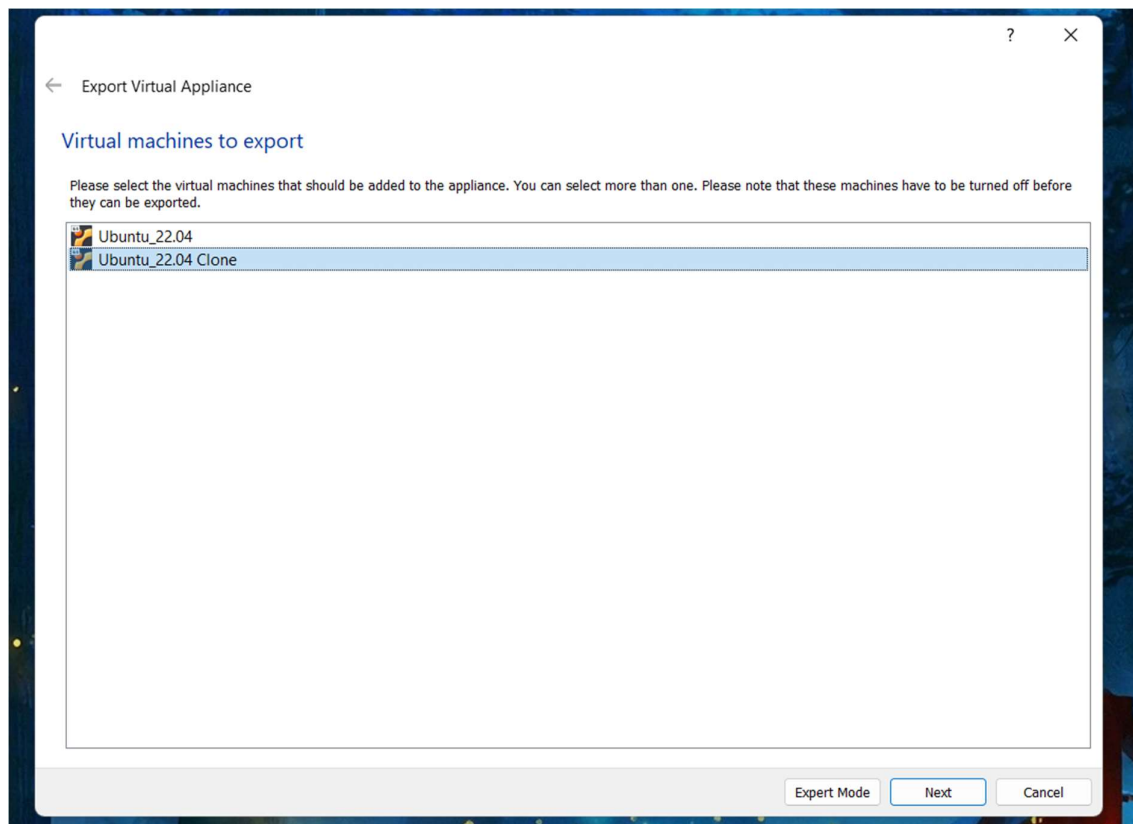 ?
Export Virtual Appliance
Virtual machines to export
Please select the virtual machines that should be added to the appliance. You can select more than one. Please note that these machines have to be turned off before
they can be exported.
Ubuntu_22.04
Ubuntu_22.04 Clone
Expert Mode
Next
Cancel